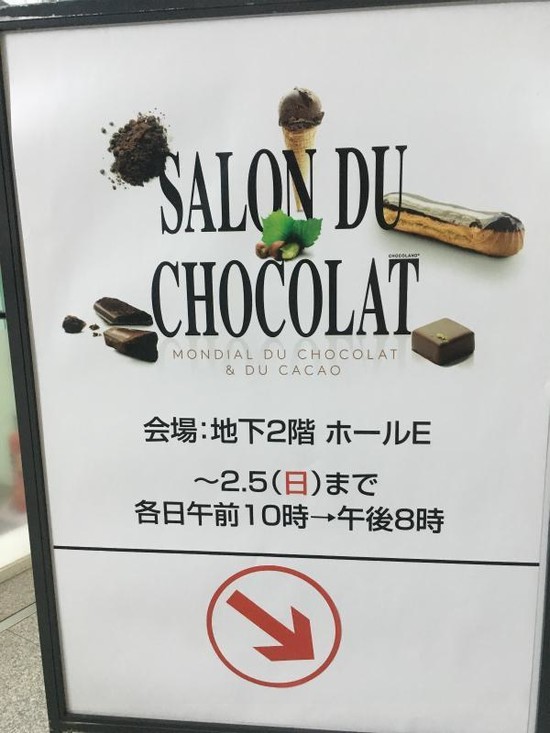 SALON DU
CHOCOLAT
CHOCOLAND
MONDIAL DU CHOCOLAT
& DU CACAO
会場:地下2階 ホールE
〜2.5(日)まで
各日午前10時→午後8時